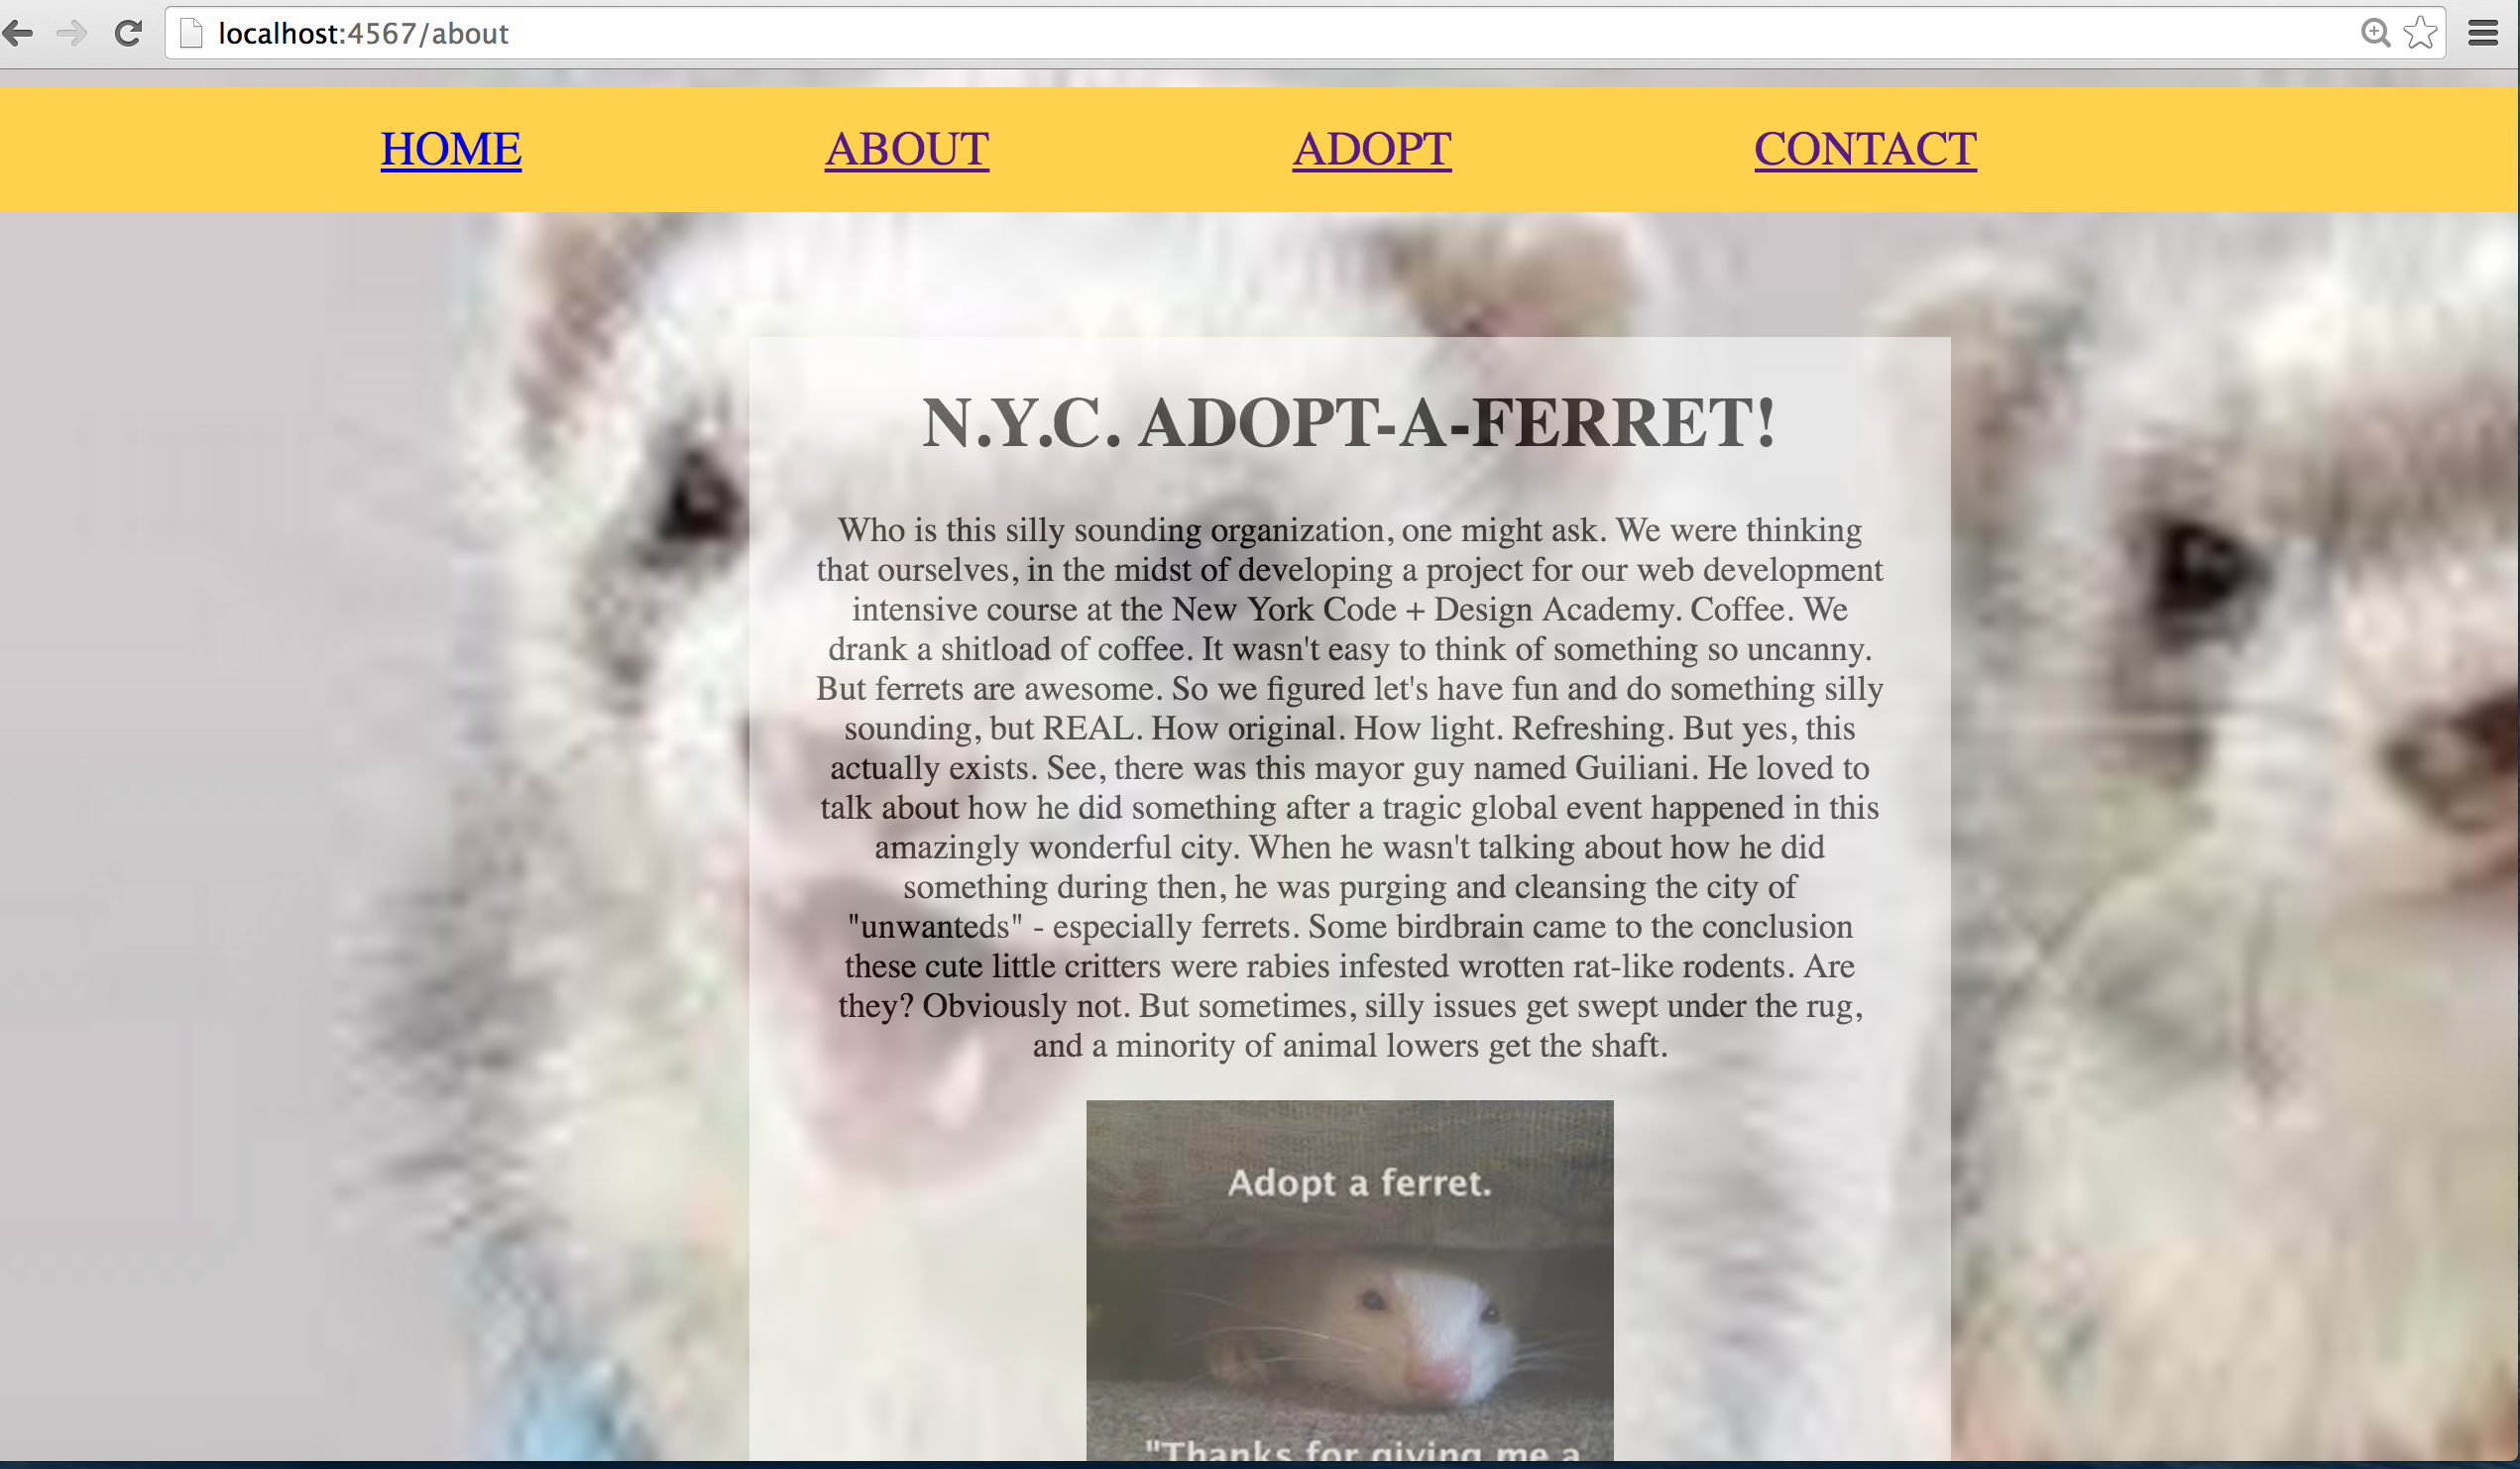 localhost:4567/about
HOME ABOUT ADOPT CONTACT
N.Y.C. ADOPT-A-FERRET!
Who is this silly sounding organization, one might ask. We were thinking
that ourselves, in the midst of developing a project for our web development
intensive course at the New York Code + Design Academy. Coffee. We
drank a shitload of coffee. It wasn't easy to think of something so uncanny.
But ferrets are awesome. So we figured let's have fun and do something silly
sounding, but REAL. How original. How light. Refreshing. But yes, this
actually exists. See, there was this mayor guy named Guiliani. He loved to
talk about how he did something after a tragic global event happened in this
amazingly wonderful city. When he wasn't talking about how he did
something during then, he was purging and cleansing the city of
"unwanteds" - especially ferrets. Some birdbrain came to the conclusion
these cute little critters were rabies infested wrotten rat-like rodents. Are
they? Obviously not. But sometimes, silly issues get swept under the rug,
and a minority of animal lowers get the shaft.
Adopt a ferret.
"Thanks for giving me a